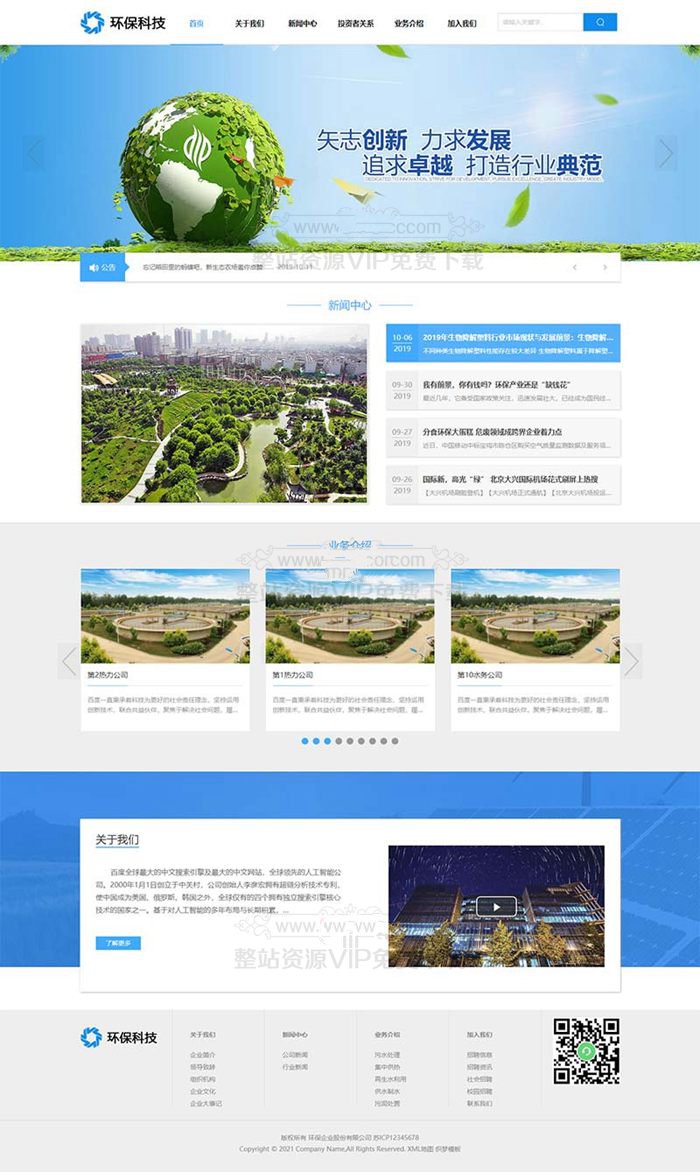 环保科技
首页 关于我们 新闻中心 投资者关系 业务介绍 加入我们 请输入关键字
矢志创新 力求发展
追求卓越 打造行业典范
DEDICATED TO INNOVATION, STRIVE FOR DEVELOPMENT, PURSUE EXCELLENCE, CREATE INDUSTRY MODEL
整站资源VIP免费下载
公告 2019-10-11
新闻中心
10-06 2019年生物降解塑料行业市场现状与发展前景:生物降解...
2019 不同种类生物降解塑料性能存在较大差异 生物降解塑料属于降解塑...
09-30 我有前景,你有钱吗?环保产业还是“缺钱花”
2019 最近几年,它备受国家政策关注,迅速发展壮大,已经成为国民经...
09-27 分食环保大蛋糕 危废领域成跨界企业着力点
2019 近日,中国移动中标宝鸡市陈仓区购买空气质量监测数据及服务项...
09-26 国际新,高光“绿” 北京大兴国际机场花式刷屏上热搜
2019 【大兴机场刷脸登机】【大兴机场正式通航】【北京大兴机场投运...
业务介绍
整站资源VIP免费下载
第2热力公司 第1热力公司 第10水务公司
百度一直秉承着科技为更好的社会责任理念,坚持运用 百度一直秉承着科技为更好的社会责任理念,坚持运用 百度一直秉承着科技为更好的社会责任理念,坚持运用
创新技术,联合共益伙伴,聚焦于解决社会问题,履... 创新技术,联合共益伙伴,聚焦于解决社会问题,履... 创新技术,联合共益伙伴,聚焦于解决社会问题,履...
关于我们
百度全球最大的中文搜索引擎及最大的中文网站,全球领先的人工智能公
司。2000年1月1日创立于中关村,公司创始人李彦宏拥有超链分析技术专利,
使中国成为美国、俄罗斯、韩国之外,全球仅有的四个拥有独立搜索引擎核心
技术的国家之一。基于对人工智能的多年布局与长期积累,...
了解更多
整站资源VIP免费下载
环保科技
关于我们 新闻中心 业务介绍 加入我们
企业简介 公司新闻 污水处理 招聘信息
领导致辞 行业新闻 集中供热 招聘资讯
组织机构 再生水利用 社会招聘
企业文化 供水制水 校园招聘
企业大事记 污泥处置 联系我们
版权所有 环保企业股份有限公司 苏ICP12345678
Copyright © 2021 Company Name,All Rights Reserved. XML地图 织梦模板